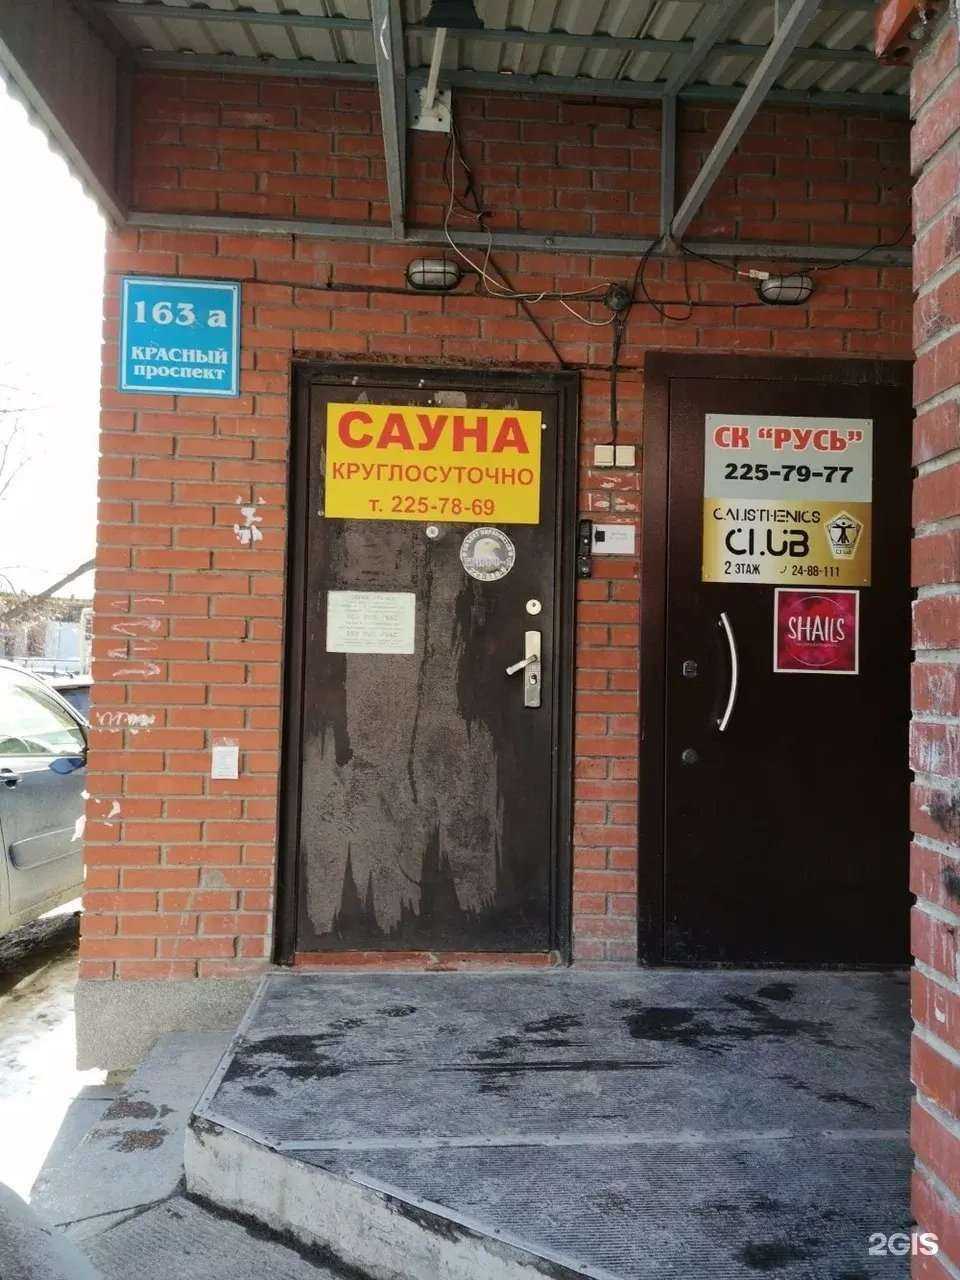 163 а
КРАСНЫЙ
проспект
САУНА
КРУГЛОСУТОЧНО
т. 225-78-69
СК "РУСЬ"
225-79-77
CALISTHENICS
CLUB
CLUB
2 ЭТАЖ 24-88-111
SHAILS
2GIS